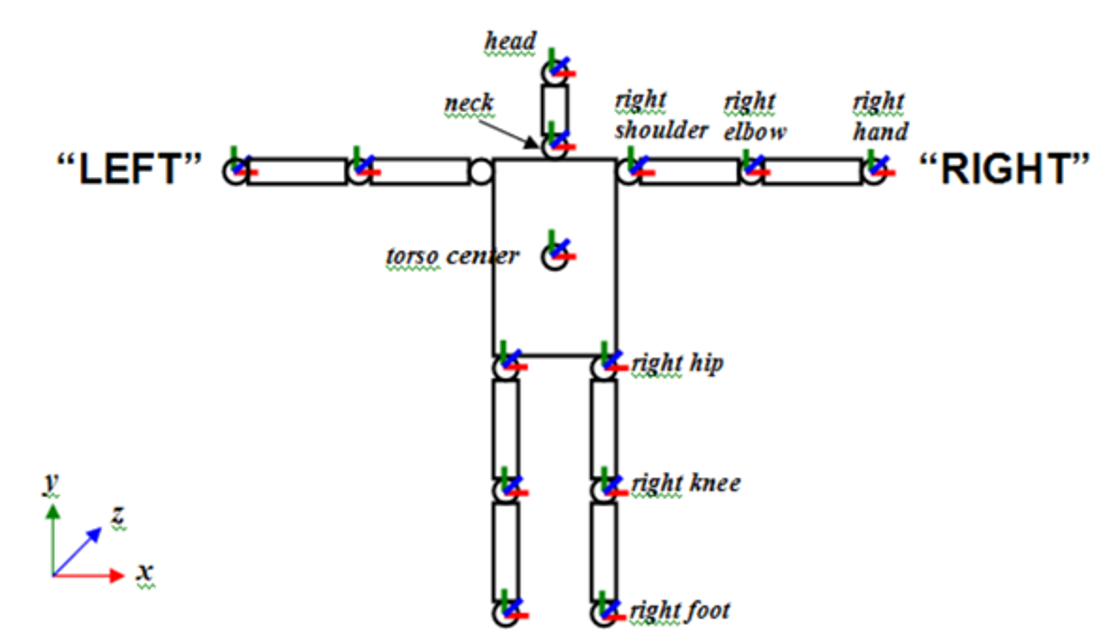 head
neck
right
shoulder
right
elbow
right
hand
“LEFT”
“RIGHT”
torso center
right hip
right knee
right foot
y
z
x